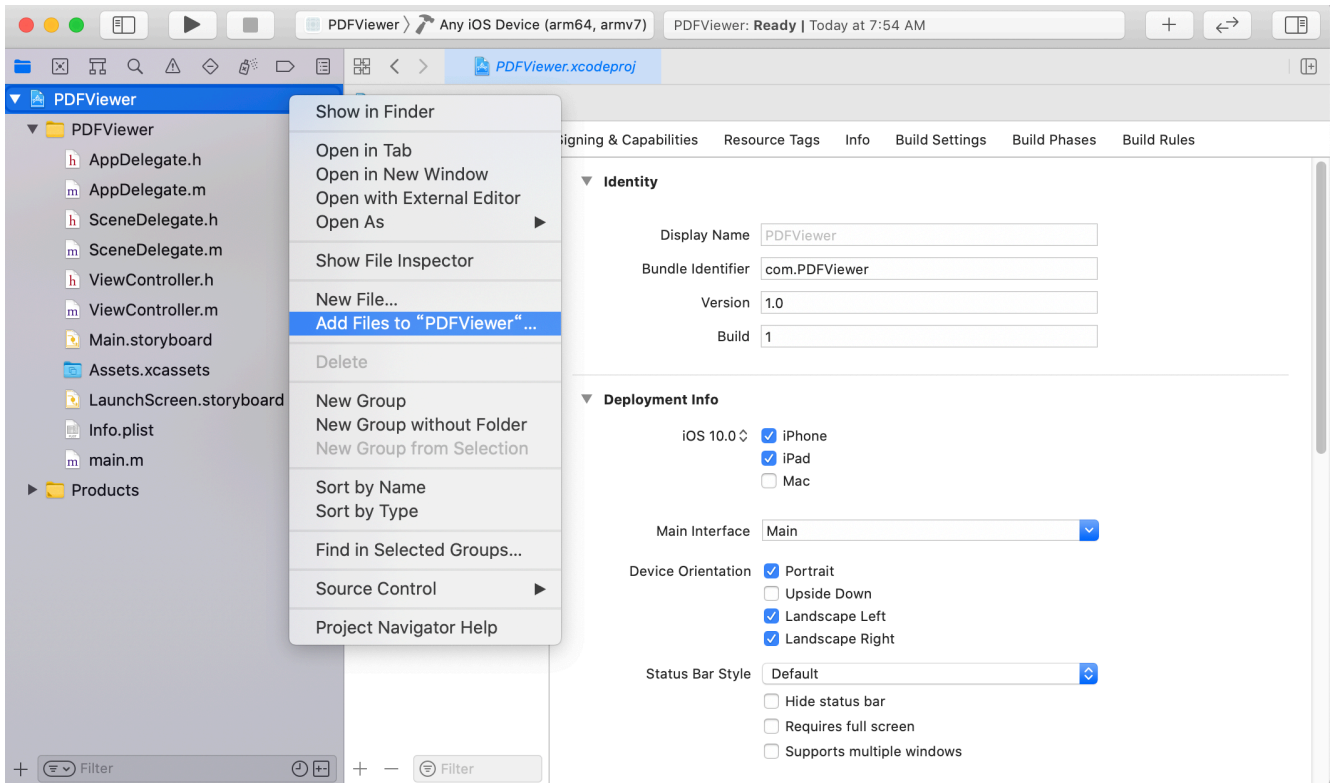 PDFViewer
Any iOS Device (arm64, armv7)
PDFViewer: Ready | Today at 7:54 AM
PDFViewer.xcodeproj
PDFViewer
PDFViewer
h AppDelegate.h
m AppDelegate.m
h SceneDelegate.h
m SceneDelegate.m
h ViewController.h
m ViewController.m
Main.storyboard
Assets.xcassets
LaunchScreen.storyboard
Info.plist
m main.m
Products
Filter
Show in Finder
Open in Tab
Open in New Window
Open with External Editor
Open As
Show File Inspector
New File...
Add Files to “PDFViewer“...
Delete
New Group
New Group without Folder
New Group from Selection
Sort by Name
Sort by Type
Find in Selected Groups...
Source Control
Project Navigator Help
Filter
Signing & Capabilities Resource Tags Info Build Settings Build Phases Build Rules
Identity
Display Name PDFViewer
Bundle Identifier com.PDFViewer
Version 1.0
Build 1
Deployment Info
iOS 10.0 iPhone
iPad
Mac
Main Interface Main
Device Orientation Portrait
Upside Down
Landscape Left
Landscape Right
Status Bar Style Default
Hide status bar
Requires full screen
Supports multiple windows